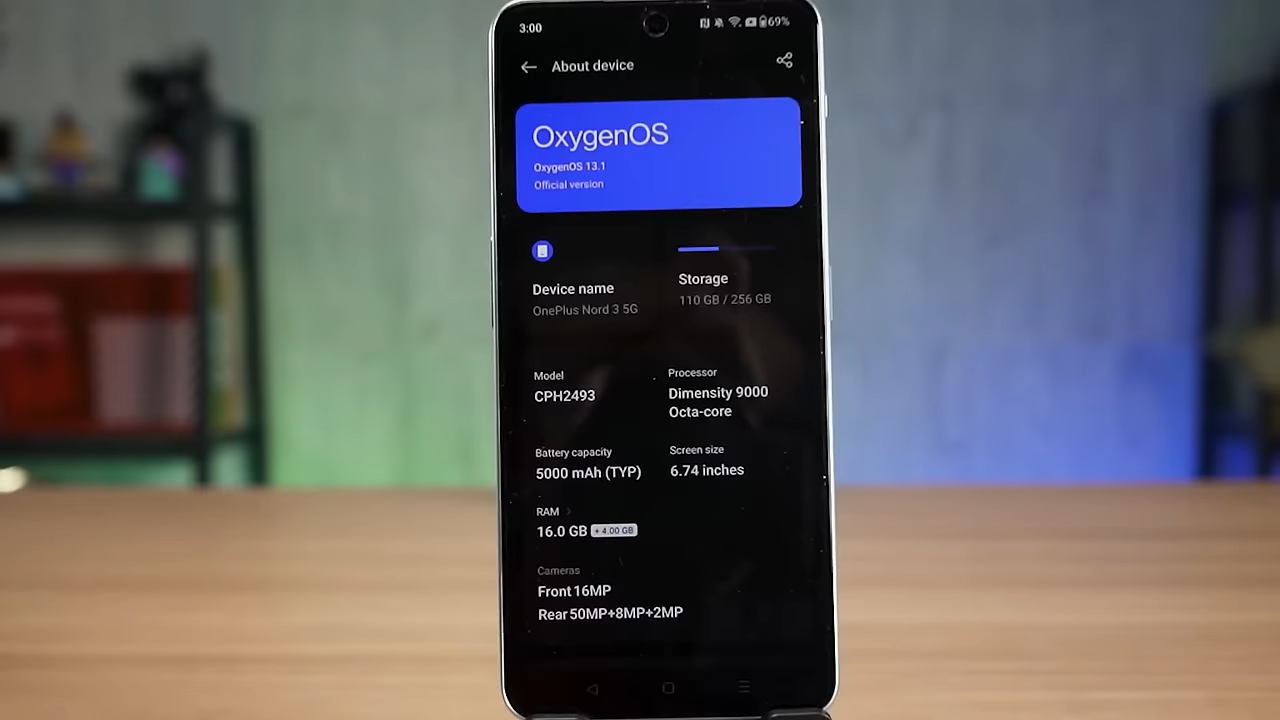 3:00
69%
About device
OxygenOS
OxygenOS 13.1
Official version
Device name
OnePlus Nord 3 5G
Storage
110 GB / 256 GB
Model
CPH2493
Processor
Dimensity 9000
Octa-core
Battery capacity
5000 mAh (TYP)
Screen size
6.74 inches
RAM
16.0 GB + 4.00 GB
Cameras
Front 16MP
Rear 50MP+8MP+2MP